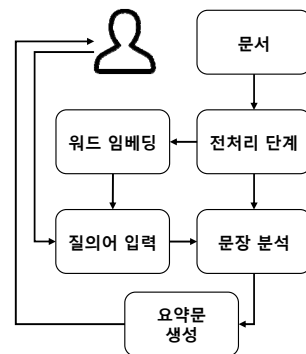 문서
워드 임베딩
전처리 단계
질의어 입력
문장 분석
요약문
생성